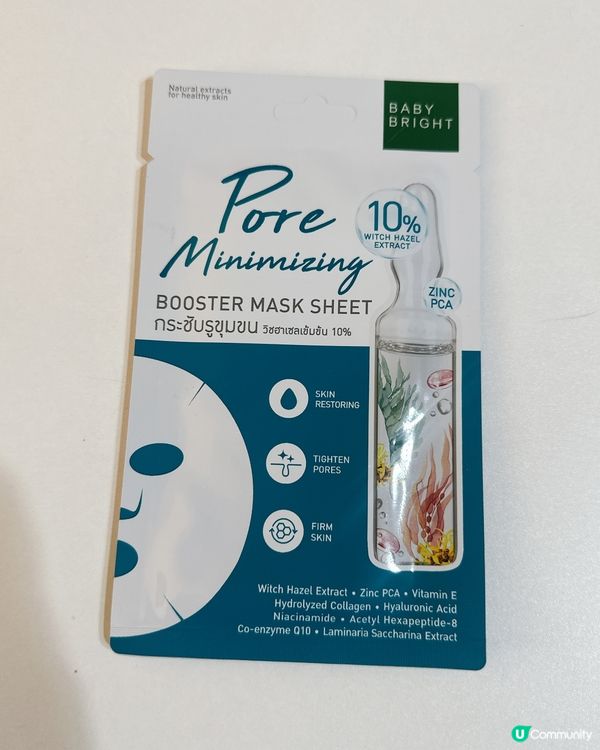 Natural extracts
for healthy skin
BABY
BRIGHT
Pore
Minimizing
10%
WITCH HAZEL
EXTRACT
ZINC
PCA
BOOSTER MASK SHEET
กระชับรูขุมขน วิชฮาเซลเข้มข้น 10%
SKIN
RESTORING
TIGHTEN
PORES
FIRM
SKIN
Witch Hazel Extract • Zinc PCA • Vitamin E
Hydrolyzed Collagen • Hyaluronic Acid
Niacinamide • Acetyl Hexapeptide-8
Co-enzyme Q10 • Laminaria Saccharina Extract
U Community